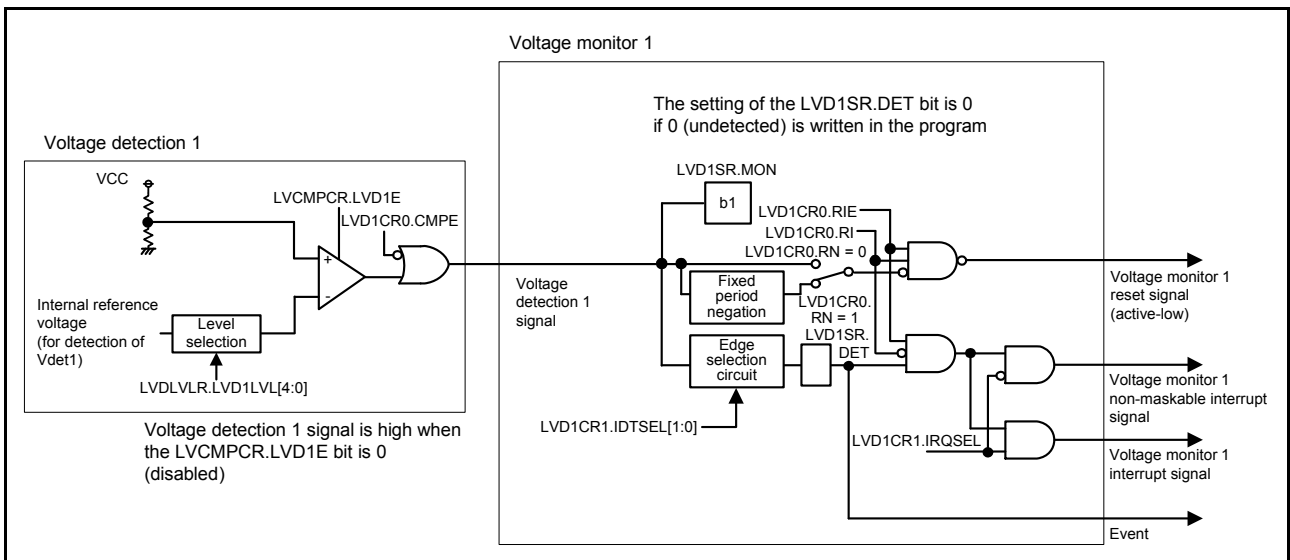 Voltage monitor 1
The setting of the LVD1SR.DET bit is 0
if 0 (undetected) is written in the program
Voltage detection 1
VCC
LVCMPCR.LVD1E
LVD1CR0.CMPE
+
-
Internal reference
voltage
(for detection of
Vdet1)
Level
selection
LVDLVLR.LVD1LVL[4:0]
Voltage detection 1 signal is high when
the LVCMPCR.LVD1E bit is 0
(disabled)
Voltage
detection 1
signal
LVD1SR.MON
b1
LVD1CR0.RIE
LVD1CR0.RI
LVD1CR0.RN = 0
Fixed
period
negation
LVD1CR0.
RN = 1
LVD1SR.
DET
Edge
selection
circuit
LVD1CR1.IDTSEL[1:0]
LVD1CR1.IRQSEL
Voltage monitor 1
reset signal
(active-low)
Voltage monitor 1
non-maskable interrupt
signal
Voltage monitor 1
interrupt signal
Event